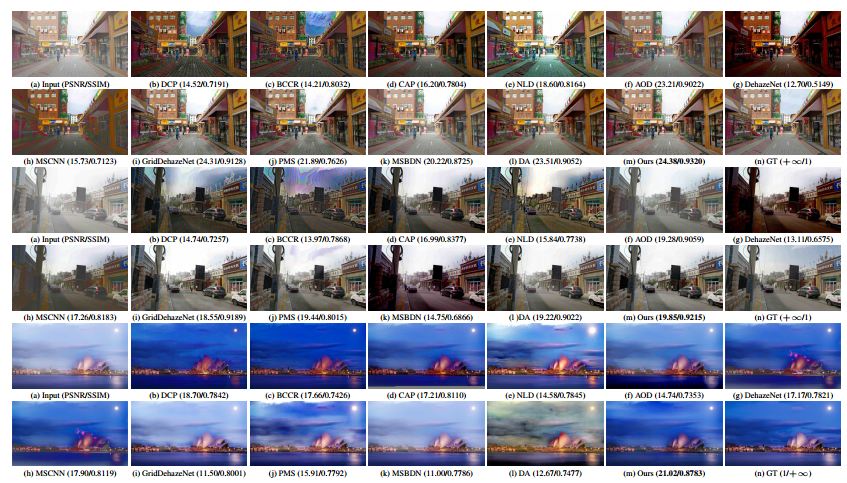 (a) Input (PSNR/SSIM) (b) DCP (14.52/0.7191) (c) BCCR (14.21/0.8032) (d) CAP (16.20/0.7804) (e) NLD (18.60/0.8164) (f) AOD (23.21/0.9022) (g) DehazeNet (12.70/0.5149)
(h) MSCNN (15.73/0.7123) (i) GridDehazeNet (24.31/0.9128) (j) PMS (21.89/0.7626) (k) MSBDN (20.22/0.8725) (l) DA (23.51/0.9052) (m) Ours (24.38/0.9320) (n) GT (+∞/1)
(a) Input (PSNR/SSIM) (b) DCP (14.74/0.7257) (c) BCCR (13.97/0.7868) (d) CAP (16.99/0.8377) (e) NLD (15.84/0.7738) (f) AOD (19.28/0.9059) (g) DehazeNet (13.11/0.6575)
(h) MSCNN (17.26/0.8183) (i) GridDehazeNet (18.55/0.9189) (j) PMS (19.44/0.8015) (k) MSBDN (14.75/0.6866) (l) DA (19.22/0.9022) (m) Ours (19.85/0.9215) (n) GT (+∞/1)
(a) Input (PSNR/SSIM) (b) DCP (18.70/0.7842) (c) BCCR (17.66/0.7426) (d) CAP (17.21/0.8110) (e) NLD (14.58/0.7845) (f) AOD (14.74/0.7353) (g) DehazeNet (17.17/0.7821)
(h) MSCNN (17.90/0.8119) (i) GridDehazeNet (11.50/0.8001) (j) PMS (15.91/0.7792) (k) MSBDN (11.00/0.7786) (l) DA (12.67/0.7477) (m) Ours (21.02/0.8783) (n) GT (1/+∞)